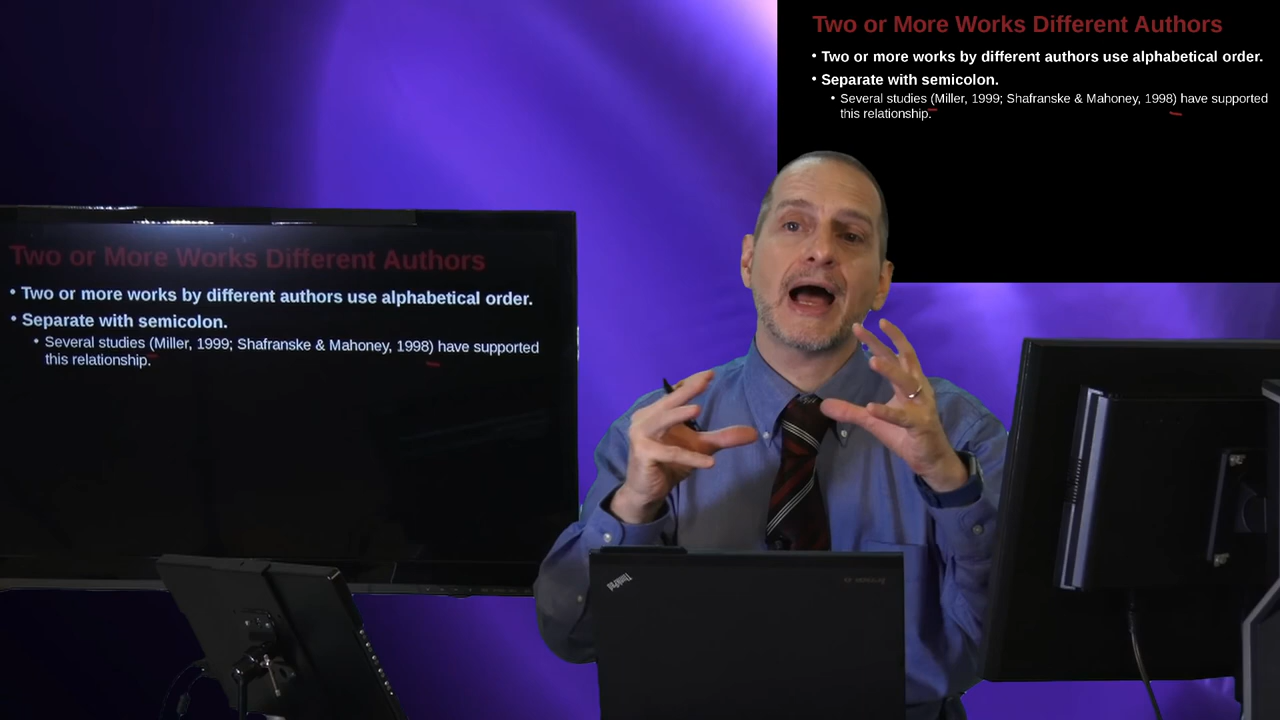 Two or More Works Different Authors
• Two or more works by different authors use alphabetical order.
• Separate with semicolon.
• Several studies (Miller, 1999; Shafranske & Mahoney, 1998) have supported
this relationship.
Two or More Works Different Authors
• Two or more works by different authors use alphabetical order.
• Separate with semicolon.
• Several studies (Miller, 1999; Shafranske & Mahoney, 1998) have supported
this relationship.
ThinkPad